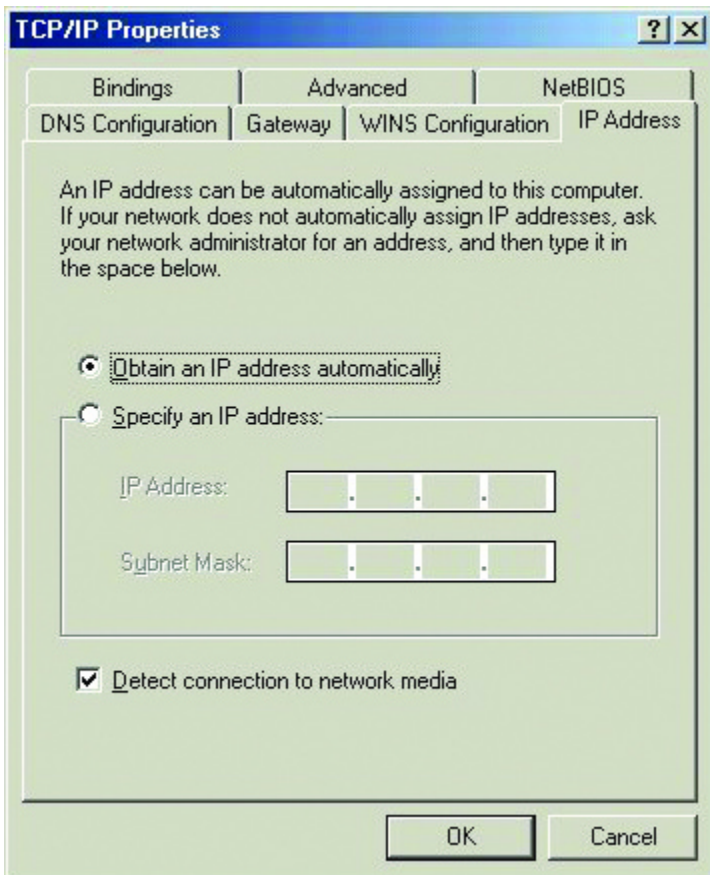 TCP/IP Properties
Bindings
Advanced
NetBIOS
DNS Configuration
Gateway
WINS Configuration
IP Address
An IP address can be automatically assigned to this computer.
If your network does not automatically assign IP addresses, ask
your network administrator for an address, and then type it in
the space below.
Obtain an IP address automatically
Specify an IP address:
IP Address:
. . .
Subnet Mask:
. . .
Detect connection to network media
OK
Cancel